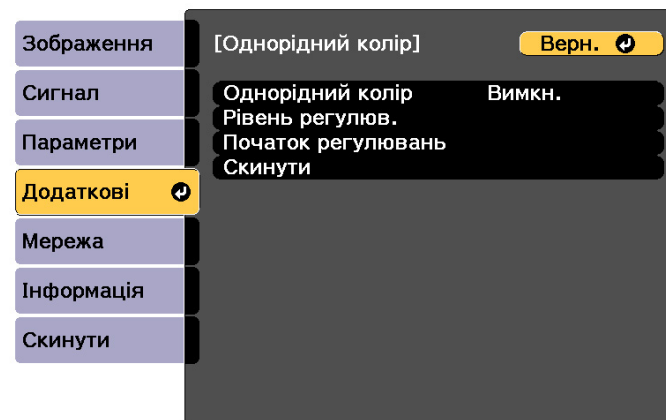 Зображення
Сигнал
Параметри
Додаткові
Мережа
Інформація
Скинути
[Однорідний колір]
Верн.
Однорідний колір Вимкн.
Рівень регулюв.
Початок регулювань
Скинути